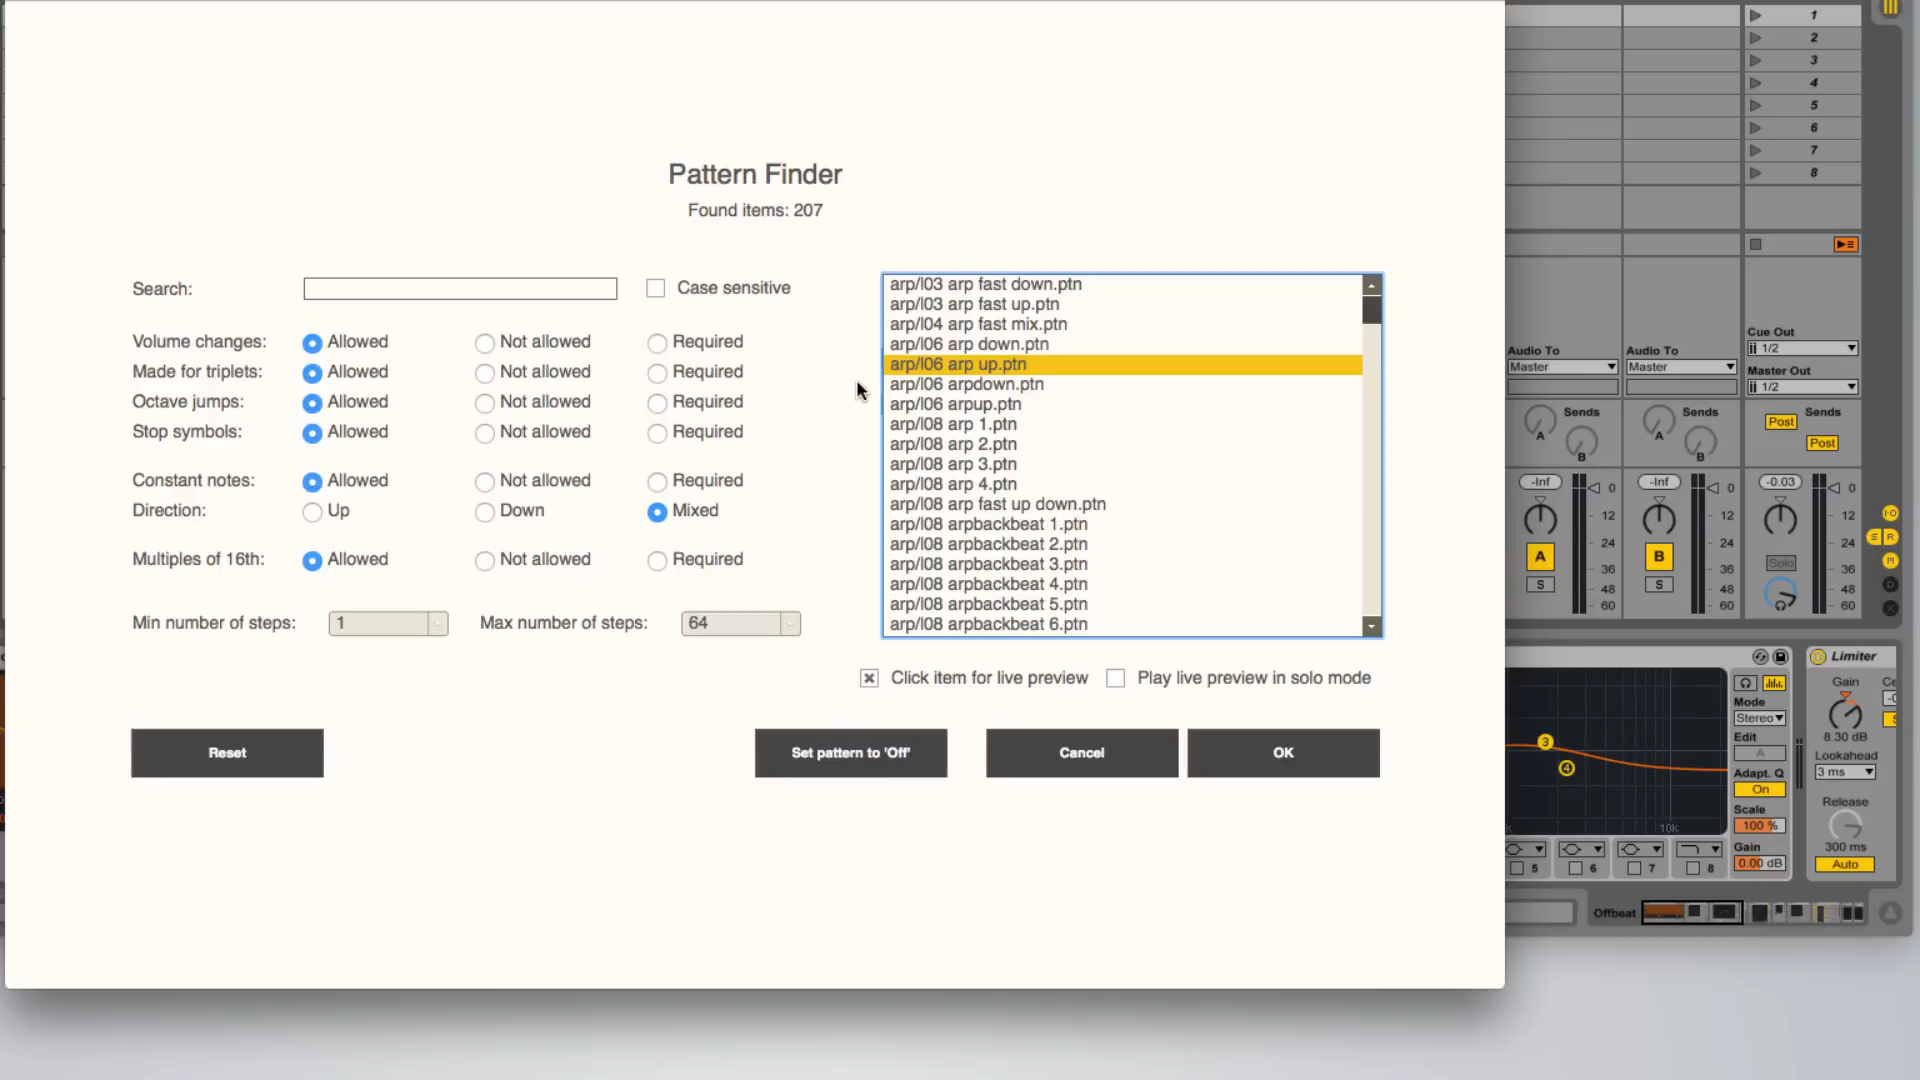 Pattern Finder
Found items: 207
Search:
Case sensitive
Volume changes: Allowed Not allowed Required
Made for triplets: Allowed Not allowed Required
Octave jumps: Allowed Not allowed Required
Stop symbols: Allowed Not allowed Required
Constant notes: Allowed Not allowed Required
Direction: Up Down Mixed
Multiples of 16th: Allowed Not allowed Required
Min number of steps: 1 Max number of steps: 64
arp/l03 arp fast down.ptn
arp/l03 arp fast up.ptn
arp/l04 arp fast mix.ptn
arp/l06 arp down.ptn
arp/l06 arp up.ptn
arp/l06 arpdown.ptn
arp/l06 arpup.ptn
arp/l08 arp 1.ptn
arp/l08 arp 2.ptn
arp/l08 arp 3.ptn
arp/l08 arp 4.ptn
arp/l08 arp fast up down.ptn
arp/l08 arpbackbeat 1.ptn
arp/l08 arpbackbeat 2.ptn
arp/l08 arpbackbeat 3.ptn
arp/l08 arpbackbeat 4.ptn
arp/l08 arpbackbeat 5.ptn
arp/l08 arpbackbeat 6.ptn
Click item for live preview Play live preview in solo mode
Reset Set pattern to 'Off' Cancel OK
1
2
3
4
5
6
7
8
Cue Out
1/2
Audio To Audio To Master Out
Master Master 1/2
Sends Sends Sends
A B A B Post Post
-Inf -Inf -0.03
0 0 0
12 12 12
24 24 24
A B Solo
36 36 36
S S
48 48 48
60 60 60
I·O
S R
M
D
X
Limiter
Mode
Stereo
Edit
A
Adapt. Q
On
Scale
100 %
Gain
0.00 dB
3
4
10K
5 6 7 8
Gain
8.30 dB
Lookahead
3 ms
Release
300 ms
Auto
Offbeat